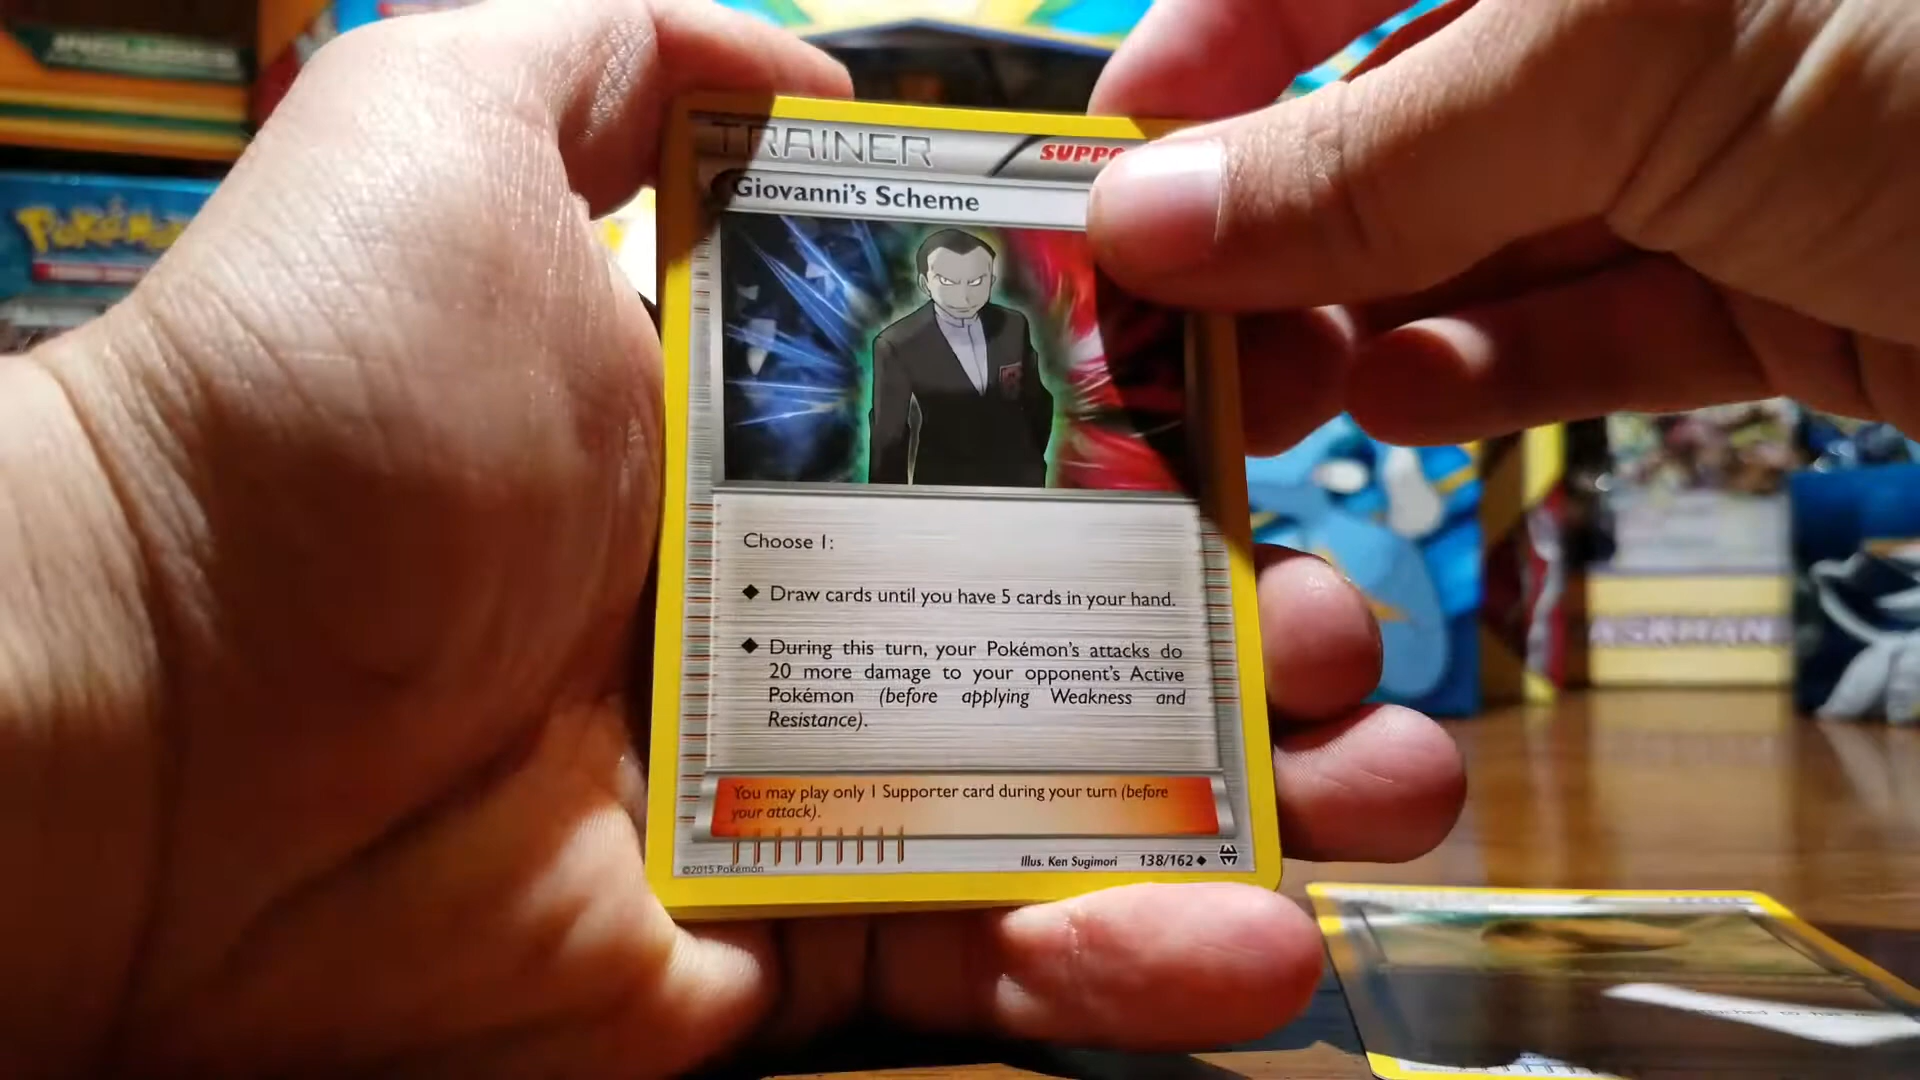 TRAINER
SUPPO
Giovanni's Scheme
Choose 1:
◆ Draw cards until you have 5 cards in your hand.
◆ During this turn, your Pokémon's attacks do
20 more damage to your opponent's Active
Pokémon (before applying Weakness and
Resistance).
You may play only 1 Supporter card during your turn (before
your attack).
©2015 Pokémon
Illus. Ken Sugimori 138/162 ◆
POKÉMON